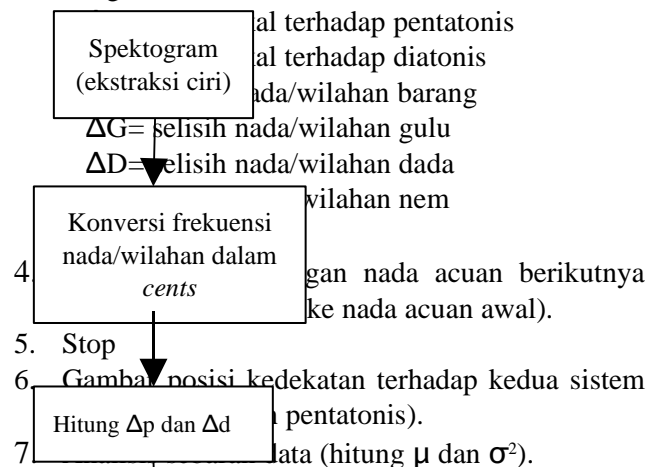 al terhadap pentatonis
al terhadap diatonis
Spektogram
(ekstraksi ciri)
ada/wilahan barang
ΔG= selisih nada/wilahan gulu
ΔD= selisih nada/wilahan dada
wilahan nem
Konversi frekuensi
nada/wilahan dalam
cents
4. gan nada acuan berikutnya
ke nada acuan awal).
5. Stop
6. Gambar posisi kedekatan terhadap kedua sistem
pentatonis).
Hitung Δp dan Δd
7. data (hitung μ dan σ²).